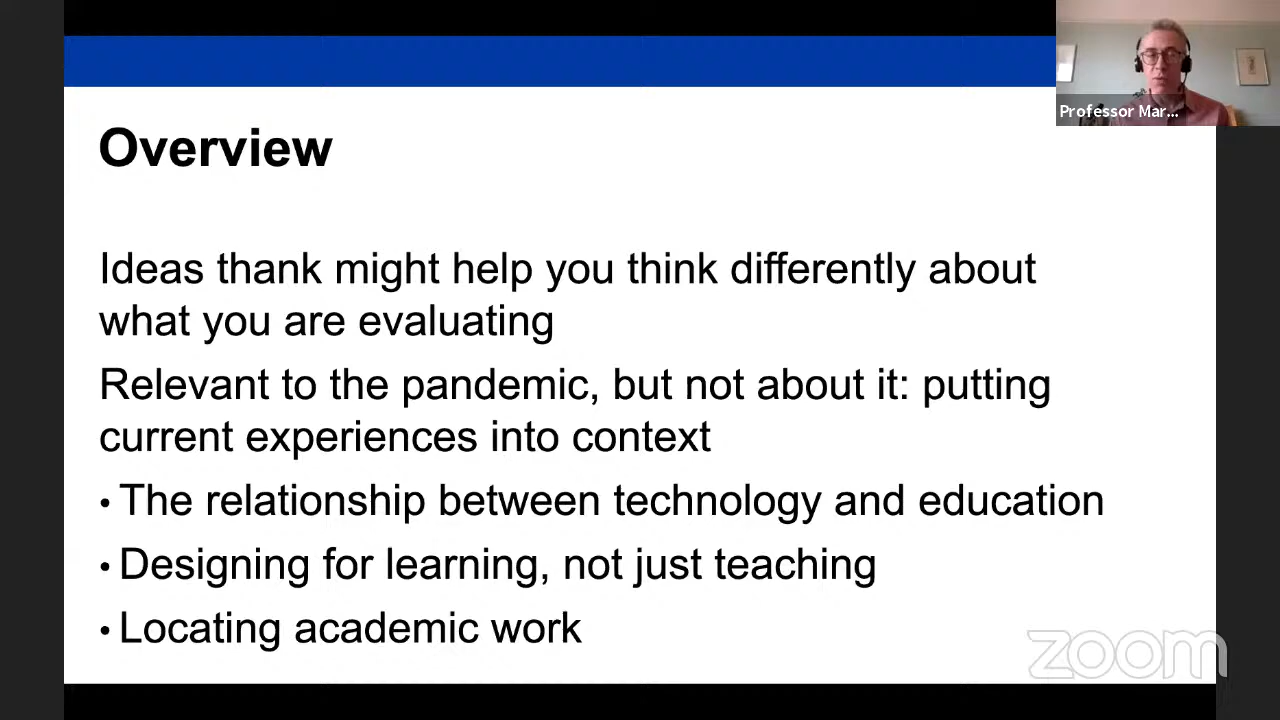 Professor Mar...
Overview
Ideas thank might help you think differently about
what you are evaluating
Relevant to the pandemic, but not about it: putting
current experiences into context
• The relationship between technology and education
• Designing for learning, not just teaching
• Locating academic work
zoom